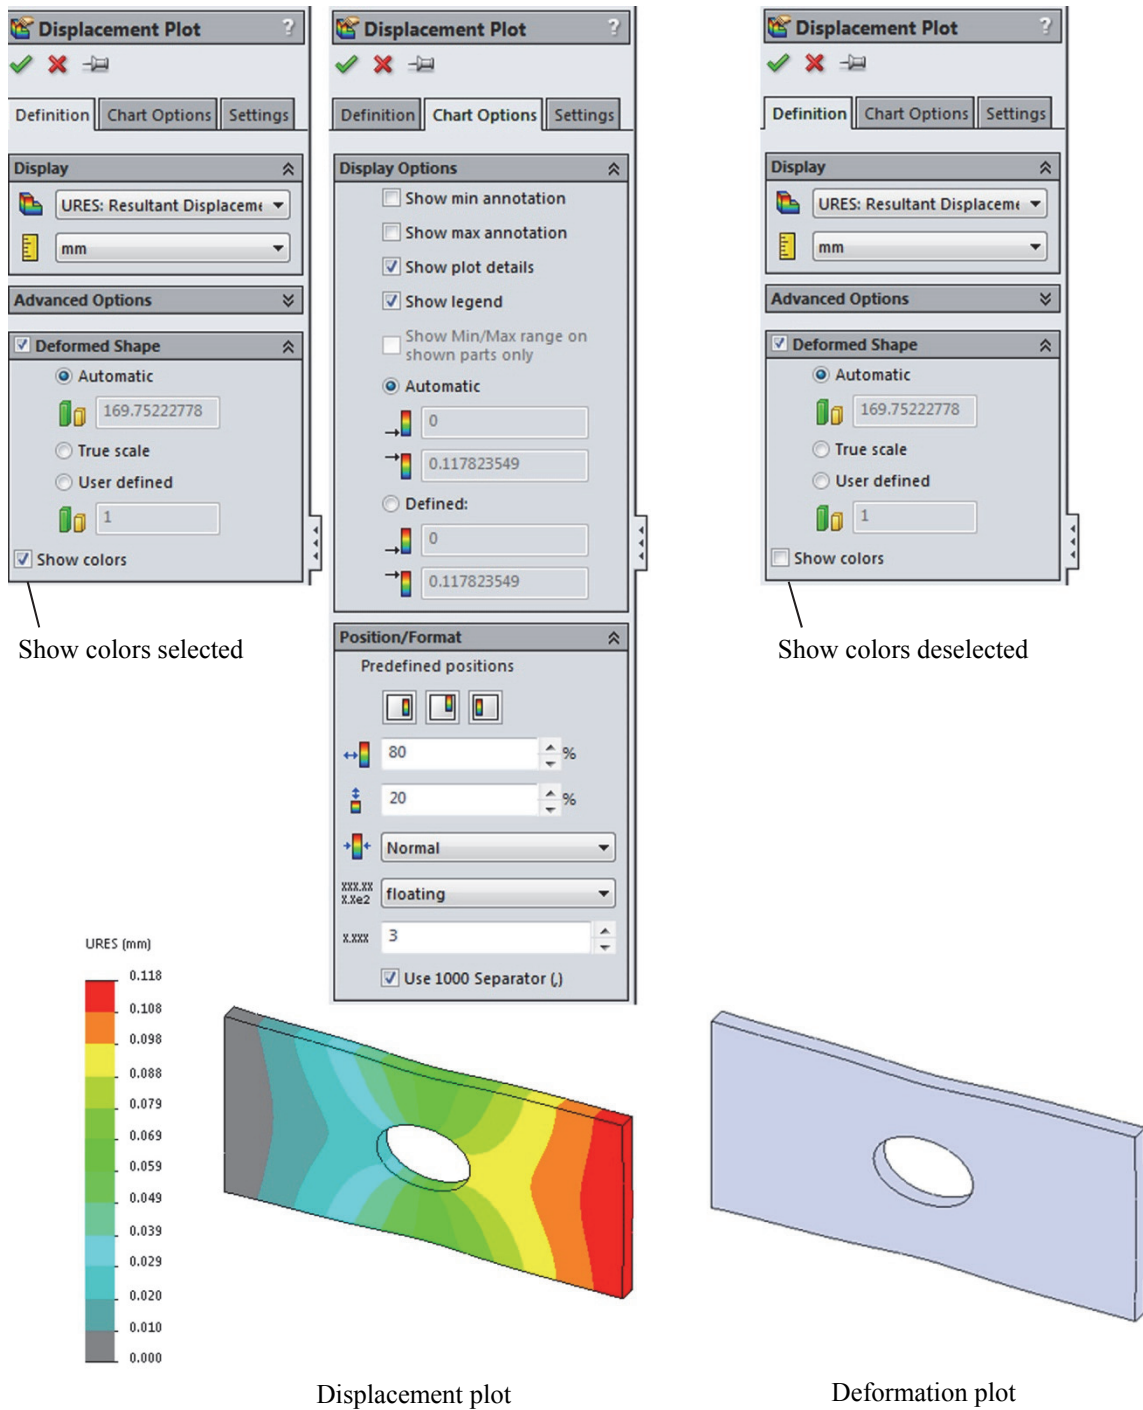 Displacement Plot ?
Definition Chart Options Settings
Display
URES: Resultant Displaceme
mm
Advanced Options
Deformed Shape
Automatic
169.75222778
True scale
User defined
1
Show colors
Show colors selected
Displacement Plot ?
Definition Chart Options Settings
Display Options
Show min annotation
Show max annotation
Show plot details
Show legend
Show Min/Max range on
shown parts only
Automatic
0
0.117823549
Defined:
0
0.117823549
Position/Format
Predefined positions
80 %
20 %
Normal
XXX.XX
X.Xe2
floating
X.XXX
3
Use 1000 Separator (,)
Displacement Plot ?
Definition Chart Options Settings
Display
URES: Resultant Displaceme
mm
Advanced Options
Deformed Shape
Automatic
169.75222778
True scale
User defined
1
Show colors
Show colors deselected
URES (mm)
0.118
0.108
0.098
0.088
0.079
0.069
0.059
0.049
0.039
0.029
0.020
0.010
0.000
Displacement plot
Deformation plot